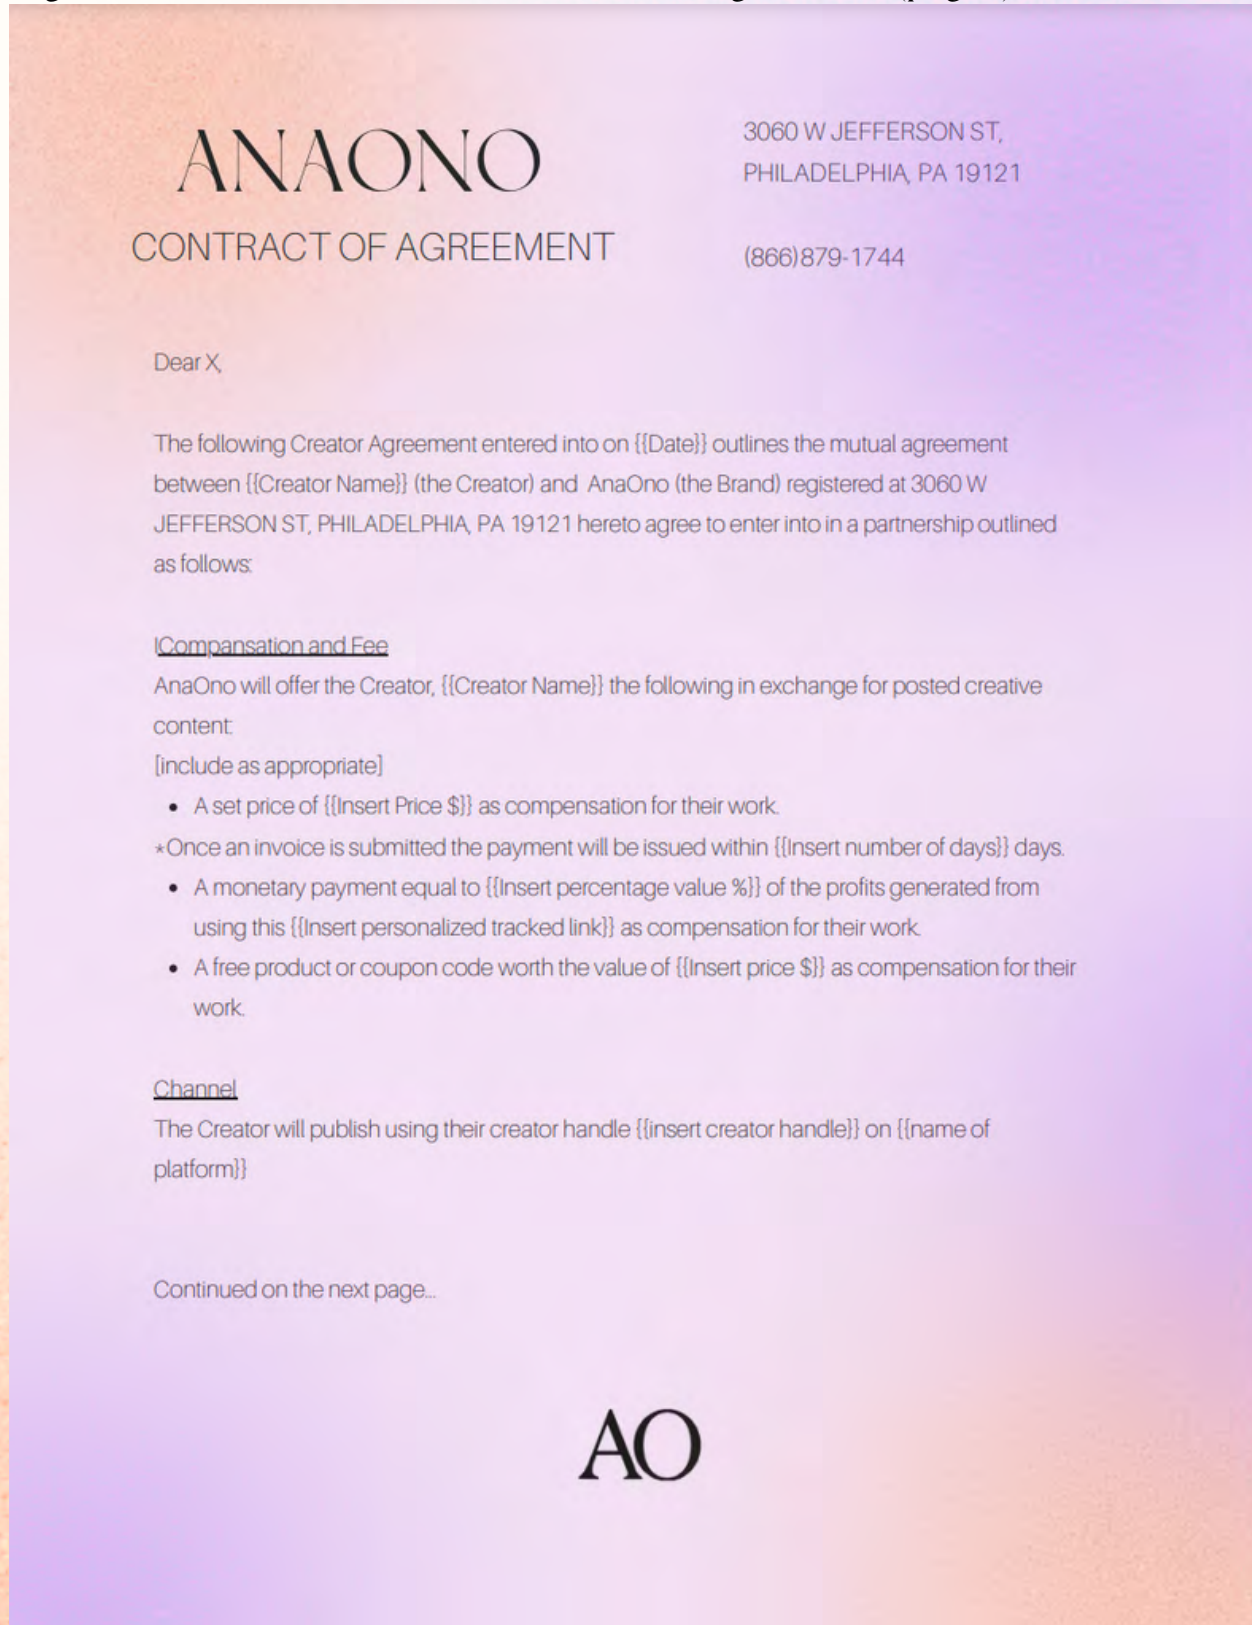 ANAONO
CONTRACT OF AGREEMENT
3060 W JEFFERSON ST,
PHILADELPHIA, PA 19121
(866)879-1744
Dear X,
The following Creator Agreement entered into on {{Date}} outlines the mutual agreement
between {{Creator Name}} (the Creator) and AnaOno (the Brand) registered at 3060 W
JEFFERSON ST, PHILADELPHIA, PA 19121 hereto agree to enter into in a partnership outlined
as follows:
lCompansation and Fee
AnaOno will offer the Creator, {{Creator Name}} the following in exchange for posted creative
content:
[include as appropriate]
• A set price of {{Insert Price $}} as compensation for their work.
*Once an invoice is submitted the payment will be issued within {{Insert number of days}} days.
• A monetary payment equal to {{Insert percentage value %}} of the profits generated from
using this {{Insert personalized tracked link}} as compensation for their work.
• A free product or coupon code worth the value of {{Insert price $}} as compensation for their
work.
Channel
The Creator will publish using their creator handle {{insert creator handle}} on {{name of
platform}}
Continued on the next page...
AO